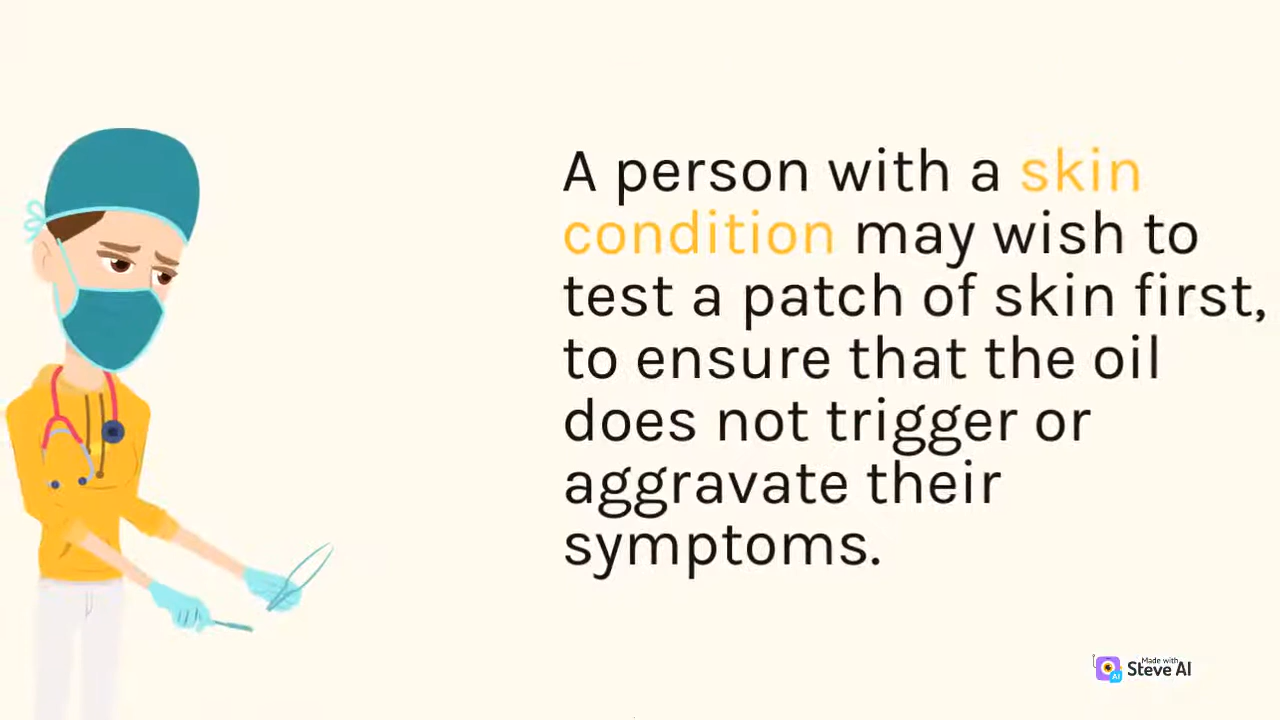 A person with a skin
condition may wish to
test a patch of skin first,
to ensure that the oil
does not trigger or
aggravate their
symptoms.
Made with
Steve AI
AI